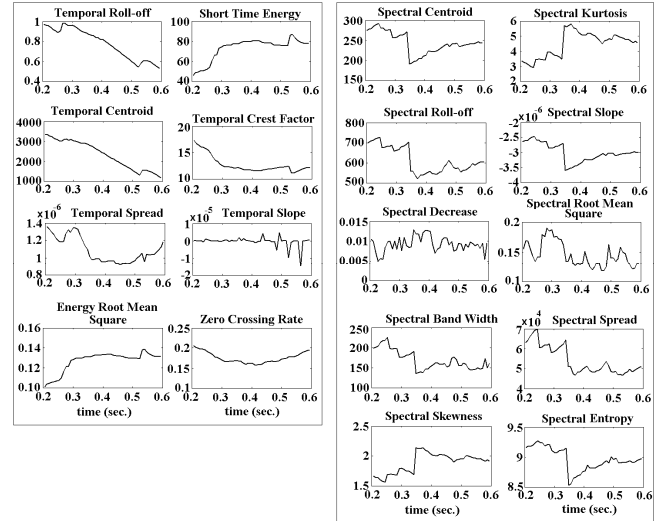 Temporal Roll-off
1
0.8
0.6
0.4
0.2 0.3 0.4 0.5 0.6
Short Time Energy
100
80
60
40
0.2 0.3 0.4 0.5 0.6
Temporal Centroid
4000
3000
2000
1000
0.2 0.3 0.4 0.5 0.6
Temporal Crest Factor
20
15
10
0.2 0.3 0.4 0.5 0.6
x10^-6 Temporal Spread
1.4
1.2
1
0.8
0.2 0.3 0.4 0.5 0.6
x10^-5 Temporal Slope
1
0
-1
-2
0.2 0.3 0.4 0.5 0.6
Energy Root Mean
Square
0.16
0.14
0.12
0.10
0.2 0.3 0.4 0.5 0.6
time (sec.)
Zero Crossing Rate
0.25
0.2
0.15
0.1
0.2 0.3 0.4 0.5 0.6
time (sec.)
Spectral Centroid
300
250
200
150
0.2 0.3 0.4 0.5 0.6
Spectral Kurtosis
6
5
4
3
2
0.2 0.3 0.4 0.5 0.6
Spectral Roll-off
800
700
600
500
0.2 0.3 0.4 0.5 0.6
x10^-6 Spectral Slope
-2
-2.5
-3
-3.5
-4
0.2 0.3 0.4 0.5 0.6
Spectral Decrease
0.015
0.01
0.005
0
0.2 0.3 0.4 0.5 0.6
Spectral Root Mean
Square
0.2
0.15
0.1
0.2 0.3 0.4 0.5 0.6
Spectral Band Width
250
200
150
100
0.2 0.3 0.4 0.5 0.6
x10^4 Spectral Spread
7
6
5
4
0.2 0.3 0.4 0.5 0.6
Spectral Skewness
2.5
2
1.5
0.2 0.3 0.4 0.5 0.6
time (sec.)
Spectral Entropy
9.5
9
8.5
0.2 0.3 0.4 0.5 0.6
time (sec.)